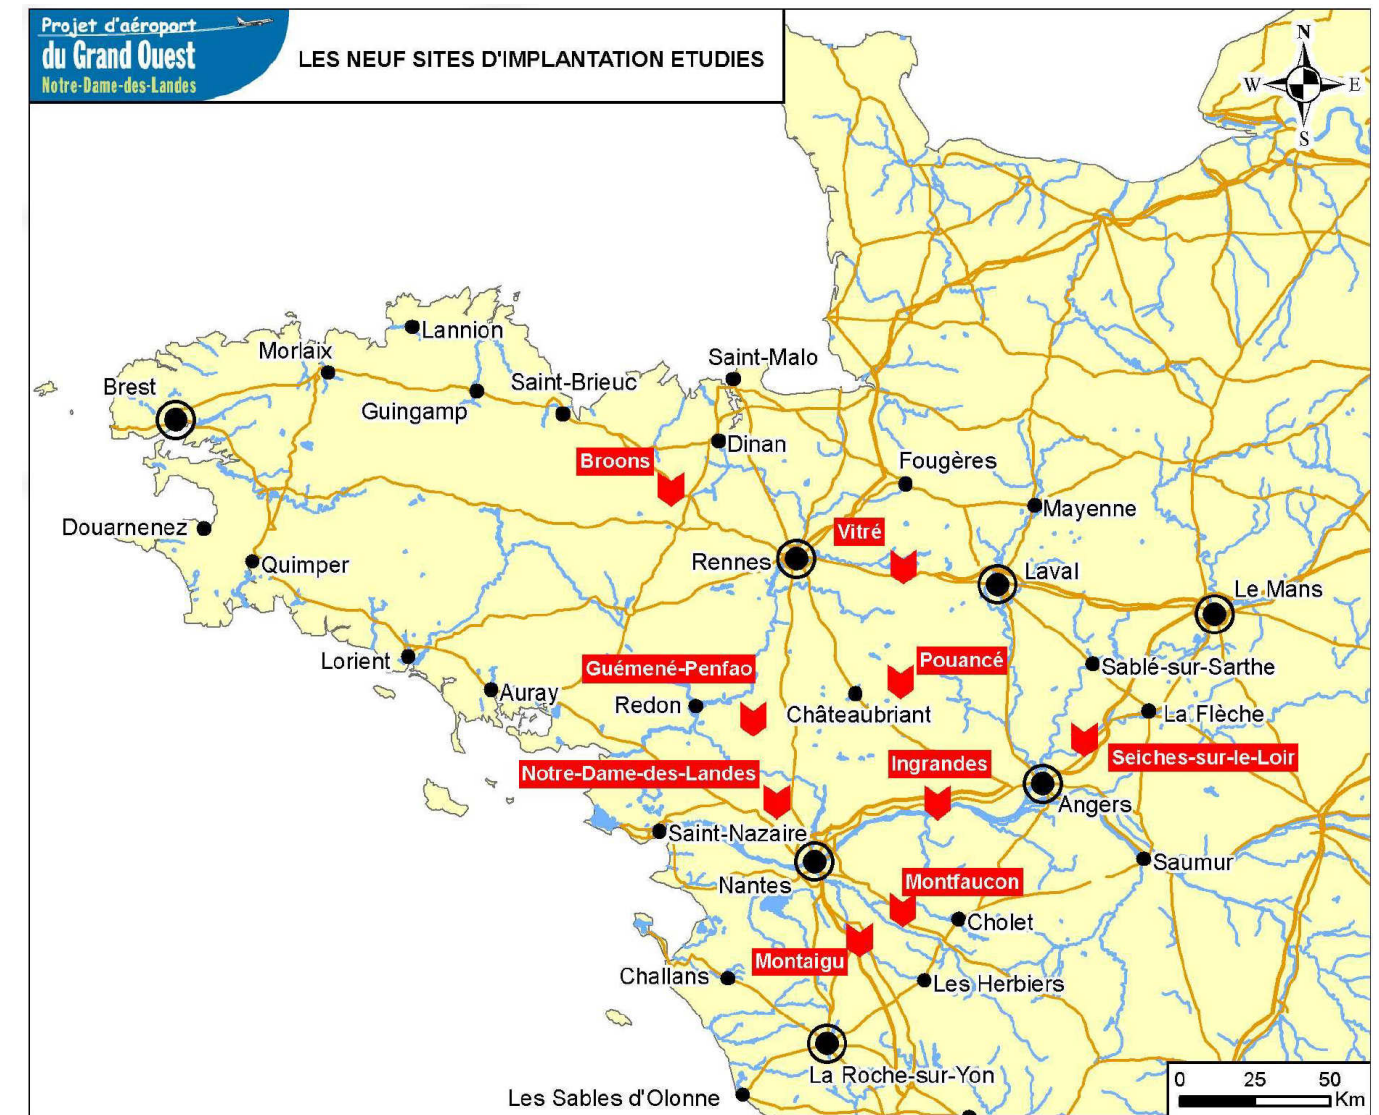 Projet d'aéroport
du Grand Ouest
Notre-Dame-des-Landes
LES NEUF SITES D'IMPLANTATION ETUDIES
N
W E
S
Lannion
Morlaix
Saint-Malo
Brest
Saint-Brieuc
Guingamp
Dinan
Broons
Fougères
Mayenne
Douarnenez
Vitré
Rennes
Quimper
Laval
Le Mans
Lorient
Guémené-Penfao
Pouancé
Sablé-sur-Sarthe
Auray
Redon
Châteaubriant
La Flèche
Notre-Dame-des-Landes
Ingrandes
Seiches-sur-le-Loir
Angers
Saint-Nazaire
Saumur
Nantes
Montfaucon
Cholet
Montaigu
Challans
Les Herbiers
La Roche-sur-Yon
Les Sables d'Olonne
0 25 50
Km